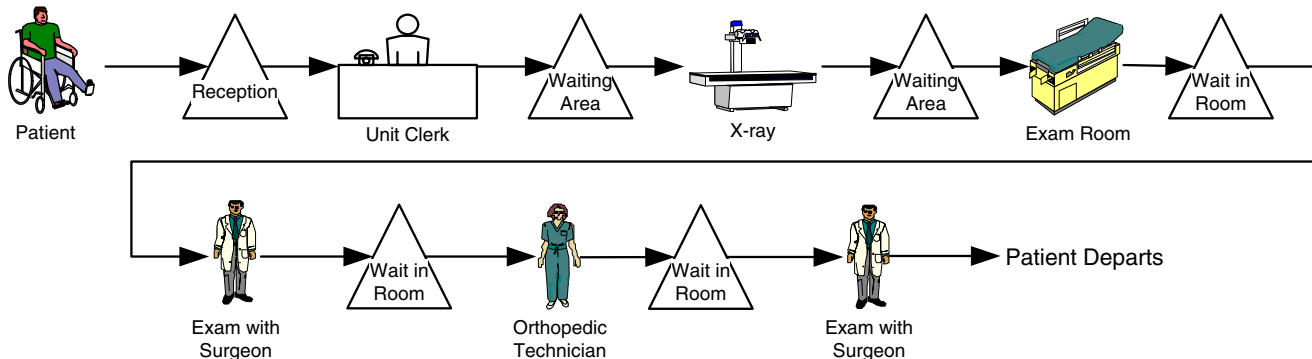 Patient
Reception
Unit Clerk
Waiting
Area
X-ray
Waiting
Area
Exam Room
Wait in
Room
Exam with
Surgeon
Wait in
Room
Orthopedic
Technician
Wait in
Room
Exam with
Surgeon
Patient Departs